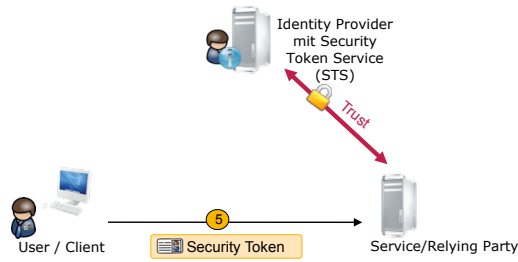 Identity Provider
mit Security
Token Service
(STS)
Trust
5
User / Client
Security Token
Service/Relying Party